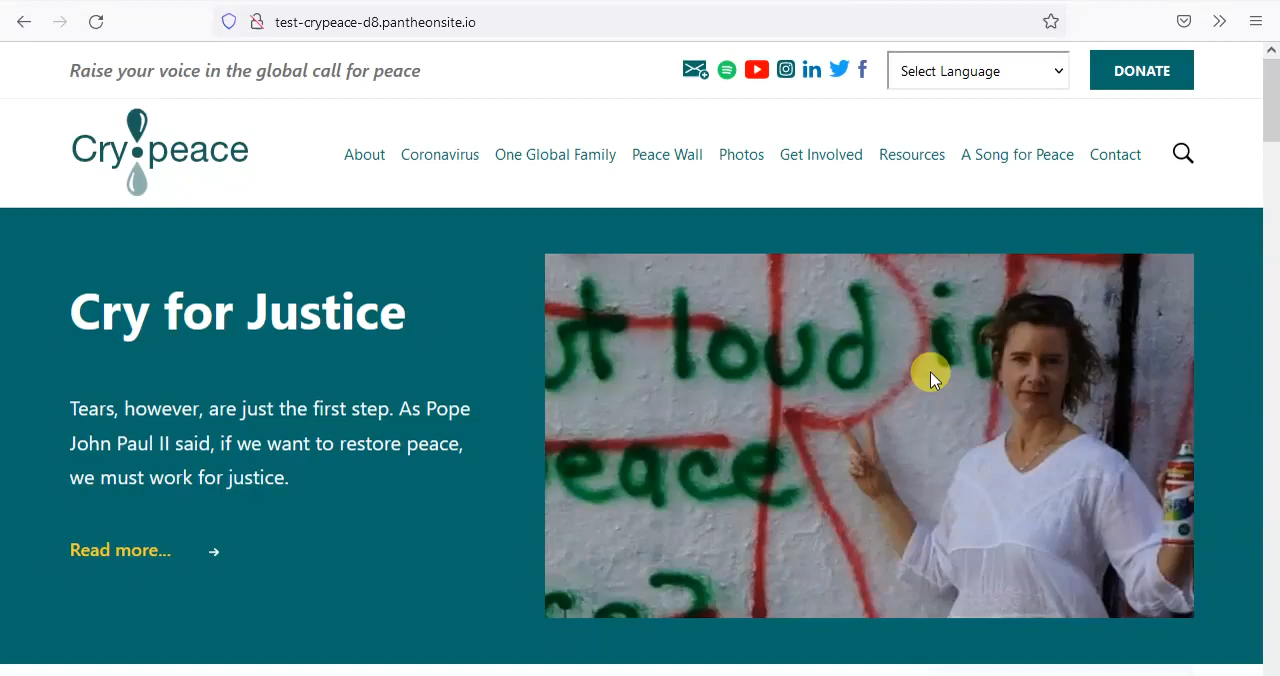 test-crypeace-d8.pantheonsite.io
Raise your voice in the global call for peace
Select Language
DONATE
Cry peace
About Coronavirus One Global Family Peace Wall Photos Get Involved Resources A Song for Peace Contact
Cry for Justice
Tears, however, are just the first step. As Pope
John Paul II said, if we want to restore peace,
we must work for justice.
Read more...
ut loud in
peace